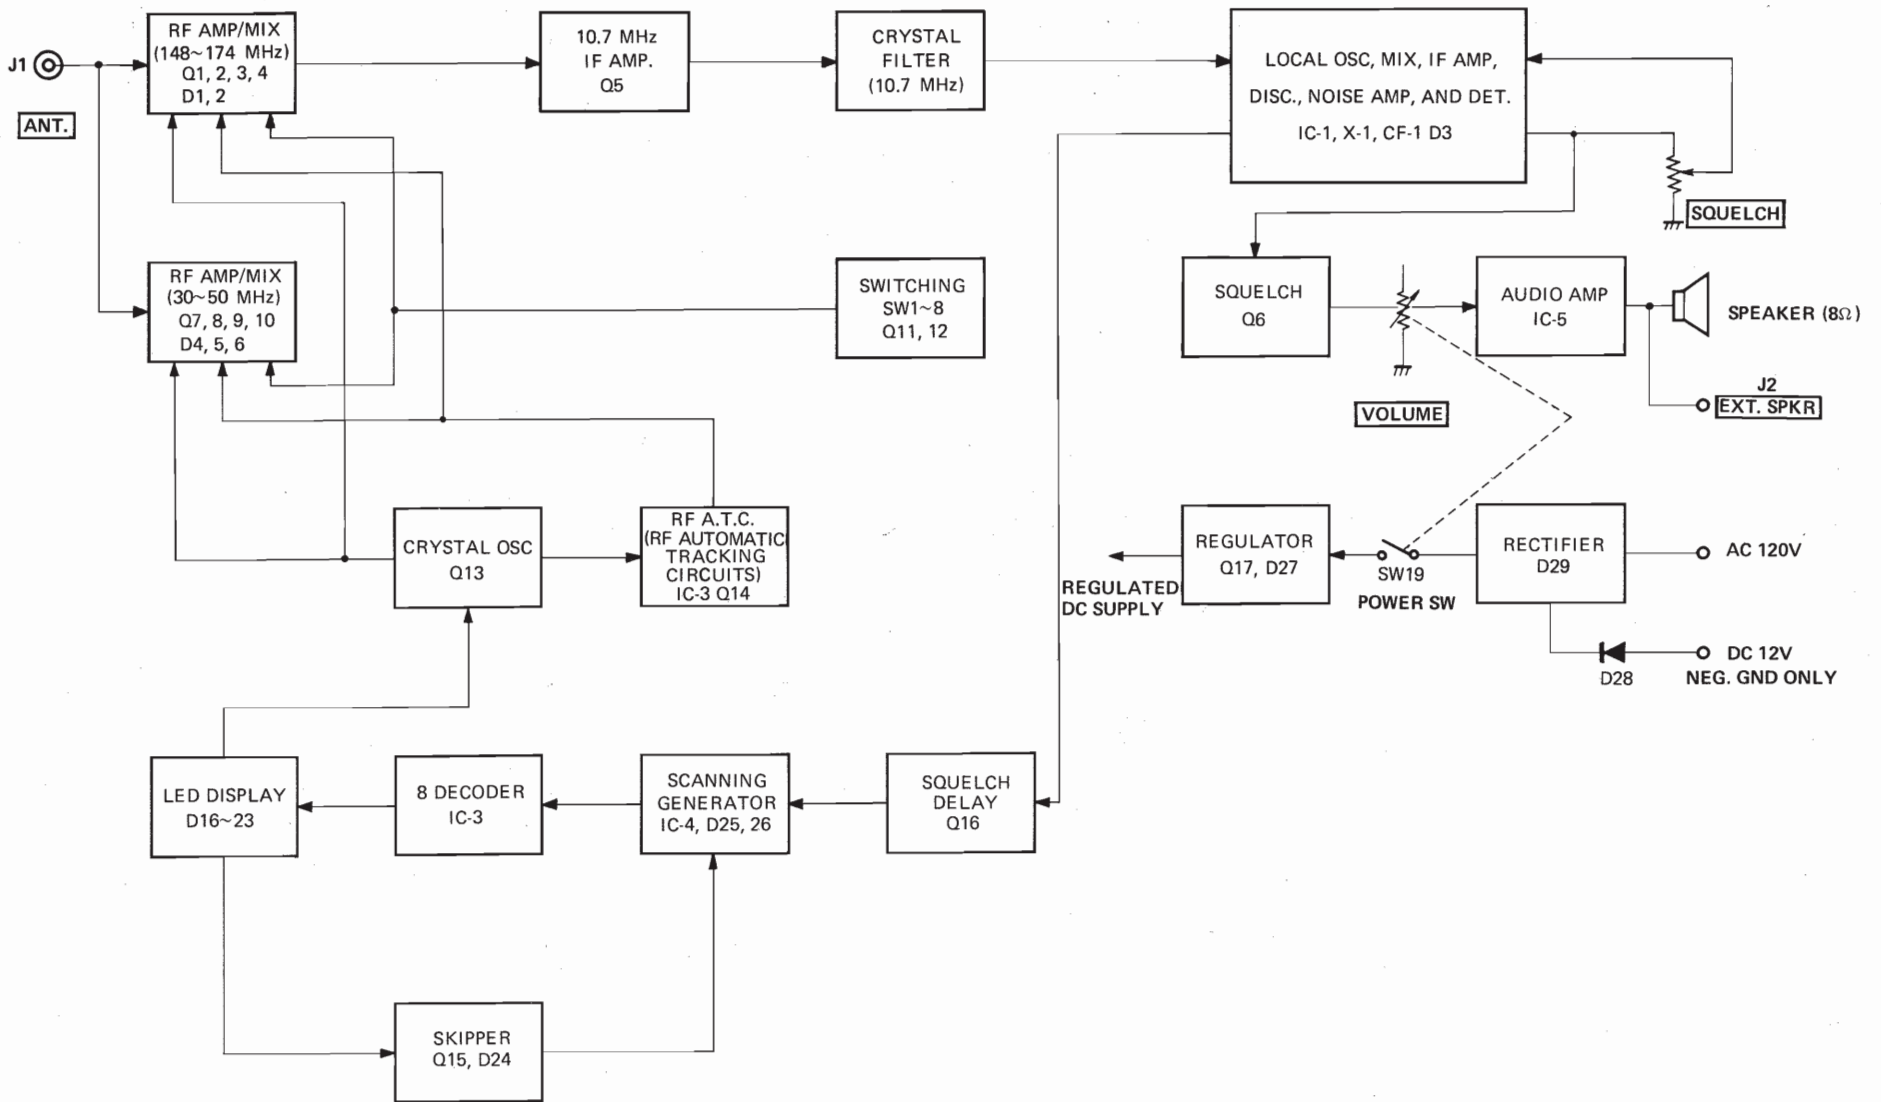 J1
ANT.
RF AMP/MIX
(148~174 MHz)
Q1, 2, 3, 4
D1, 2
10.7 MHz
IF AMP.
Q5
CRYSTAL
FILTER
(10.7 MHz)
LOCAL OSC, MIX, IF AMP,
DISC., NOISE AMP, AND DET.
IC-1, X-1, CF-1 D3
SQUELCH
RF AMP/MIX
(30~50 MHz)
Q7, 8, 9, 10
D4, 5, 6
SWITCHING
SW1~8
Q11, 12
SQUELCH
Q6
VOLUME
AUDIO AMP
IC-5
SPEAKER (8Ω)
J2
EXT. SPKR
CRYSTAL OSC
Q13
RF A.T.C.
(RF AUTOMATIC
TRACKING
CIRCUITS)
IC-3 Q14
REGULATED
DC SUPPLY
REGULATOR
Q17, D27
SW19
POWER SW
RECTIFIER
D29
AC 120V
D28
DC 12V
NEG. GND ONLY
LED DISPLAY
D16~23
8 DECODER
IC-3
SCANNING
GENERATOR
IC-4, D25, 26
SQUELCH
DELAY
Q16
SKIPPER
Q15, D24